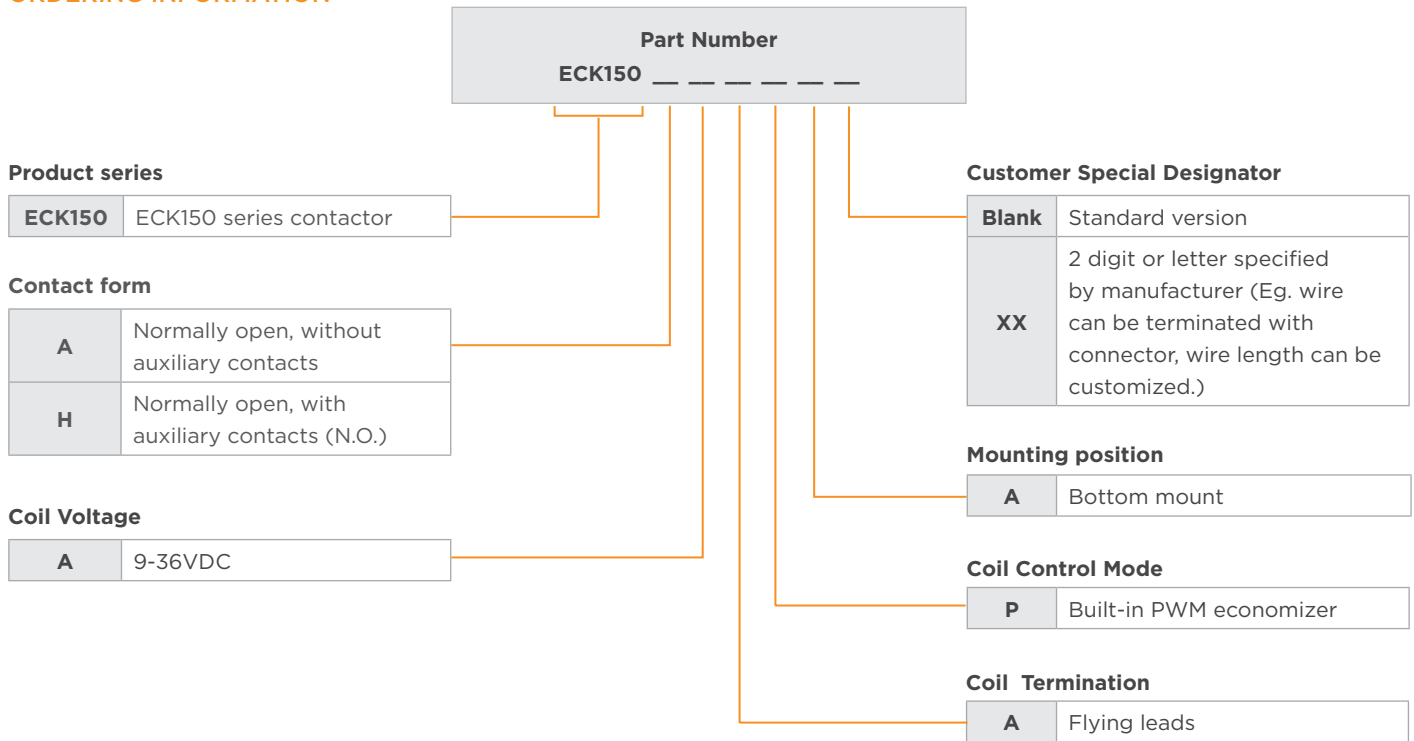 ORDERING INFORMATION
Part Number
ECK150 __ __ __ __ __ __
Product series
ECK150 ECK150 series contactor
Contact form
A Normally open, without
auxiliary contacts
H Normally open, with
auxiliary contacts (N.O.)
Coil Voltage
A 9-36VDC
Customer Special Designator
Blank Standard version
XX 2 digit or letter specified
by manufacturer (Eg. wire
can be terminated with
connector, wire length can be
customized.)
Mounting position
A Bottom mount
Coil Control Mode
P Built-in PWM economizer
Coil Termination
A Flying leads